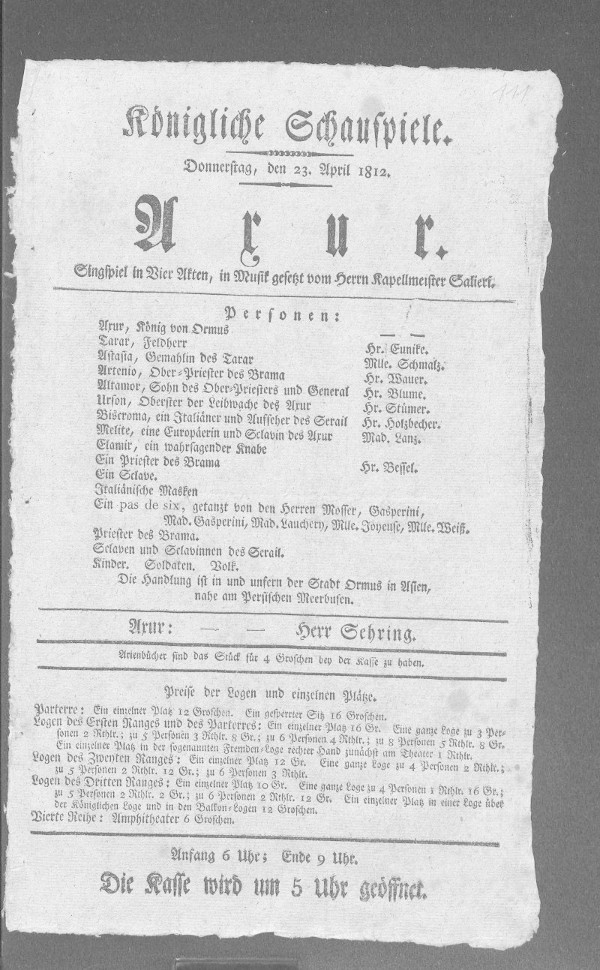 Königliche Schauspiele.
Donnerstag, den 23. April 1812.
Axur.
Singspiel in Vier Akten, in Musik gesetzt vom Herrn Kapellmeister Salieri.
Personen:
Axur, König von Ormus — —
Tarar, Feldherr Hr. Eunike.
Astasia, Gemahlin des Tarar Mlle. Schmalz.
Artenio, Ober-Priester des Brama Hr. Wauer.
Altamor, Sohn des Ober-Priesters und General Hr. Blume.
Urson, Oberster der Leibwache des Axur Hr. Stümer.
Biscroma, ein Italiäner und Aufseher des Serail Hr. Holzbecher.
Melite, eine Europäerin und Sclavin des Axur Mad. Lanz.
Elamir, ein wahrsagender Knabe
Ein Priester des Brama Hr. Bessel.
Ein Sclave.
Italiänische Masken
Ein pas de six, getanzt von den Herren Mosser, Gasperini,
Mad. Gasperini, Mad. Lauchery, Mlle. Joyeuse, Mlle. Weiß.
Priester des Brama.
Sclaven und Sclavinnen des Serail.
Kinder. Soldaten. Volk.
Die Handlung ist in und unfern der Stadt Ormus in Asien,
nahe am Persischen Meerbusen.
Axur: — — Herr Gehring.
Arienbücher sind das Stück für 4 Groschen bey der Kasse zu haben.
Preise der Logen und einzelnen Plätze.
Parterre: Ein einzelner Platz 12 Groschen. Ein gesperrter Sitz 16 Groschen.
Logen des Ersten Ranges und des Parterres: Ein einzelner Platz 16 Gr. Eine ganze Loge zu 3 Per-
sonen 2 Rthlr.; zu 5 Personen 3 Rthlr. 8 Gr.; zu 6 Personen 4 Rthlr.; zu 8 Personen 5 Rthlr. 8 Gr.
Ein einzelner Platz in der sogenannten Fremden-Loge rechter Hand zunächst am Theater 1 Rthlr.
Logen des Zweyten Ranges: Ein einzelner Platz 12 Gr. Eine ganze Loge zu 4 Personen 2 Rthlr.;
zu 5 Personen 2 Rthlr. 12 Gr.; zu 6 Personen 3 Rthlr.
Logen des Dritten Ranges: Ein einzelner Platz 10 Gr. Eine ganze Loge zu 4 Personen 1 Rthlr. 16 Gr.;
zu 5 Personen 2 Rthlr. 2 Gr.; zu 6 Personen 2 Rthlr. 12 Gr. Ein einzelner Platz in einer Loge über
der Königlichen Loge und in den Balkon-Logen 12 Groschen.
Vierte Reihe: Amphitheater 6 Groschen.
Anfang 6 Uhr; Ende 9 Uhr.
Die Kasse wird um 5 Uhr geöffnet.